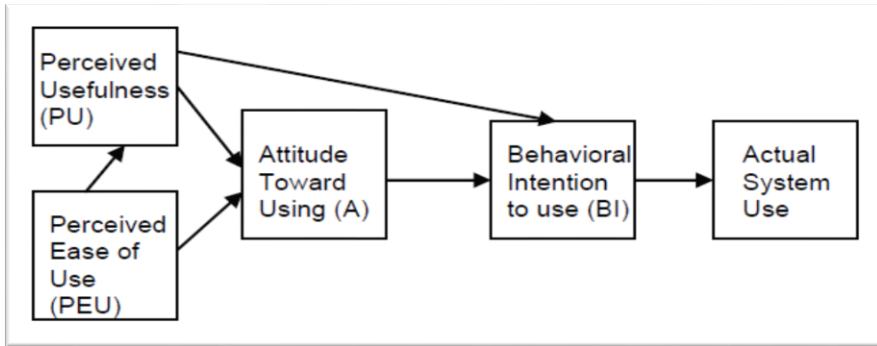 Perceived
Usefulness
(PU)
Perceived
Ease of
Use
(PEU)
Attitude
Toward
Using (A)
Behavioral
Intention
to use (BI)
Actual
System
Use